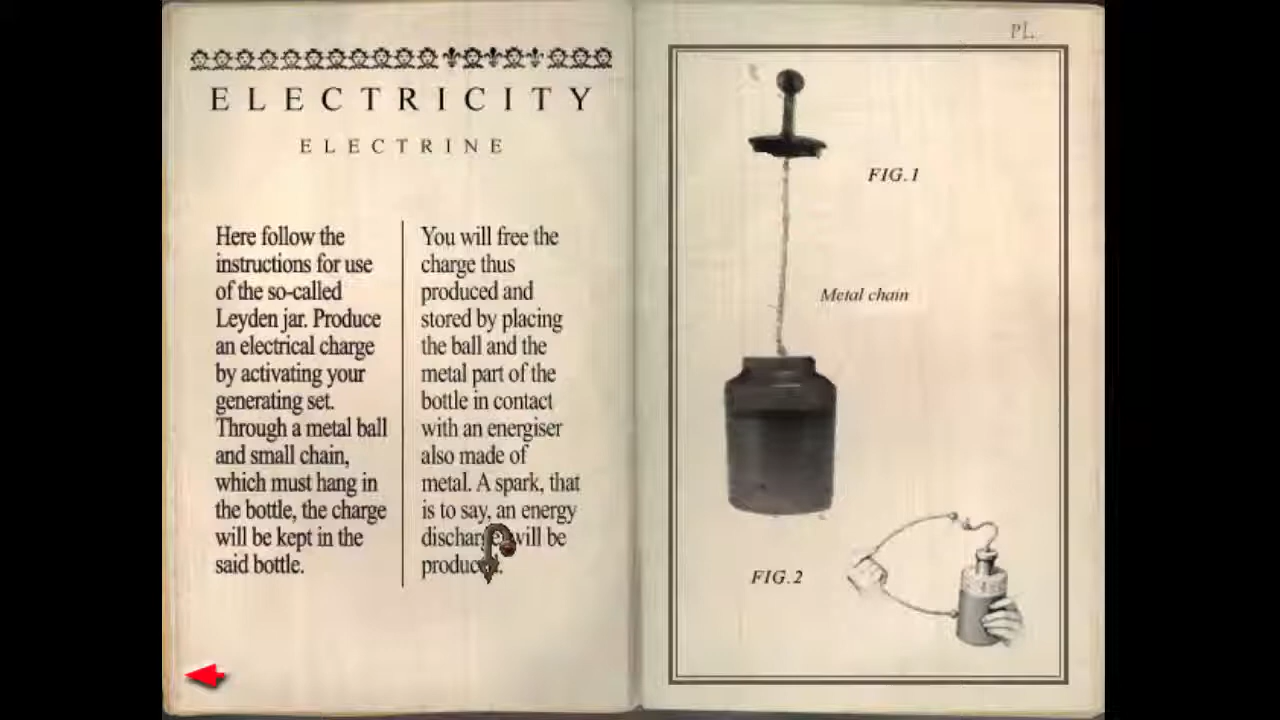 ELECTRICITY
ELECTRINE
Here follow the
instructions for use
of the so-called
Leyden jar. Produce
an electrical charge
by activating your
generating set.
Through a metal ball
and small chain,
which must hang in
the bottle, the charge
will be kept in the
said bottle.
You will free the
charge thus
produced and
stored by placing
the ball and the
metal part of the
bottle in contact
with an energiser
also made of
metal. A spark, that
is to say, an energy
discharge will be
produced.
PL.
FIG.1
Metal chain
FIG.2